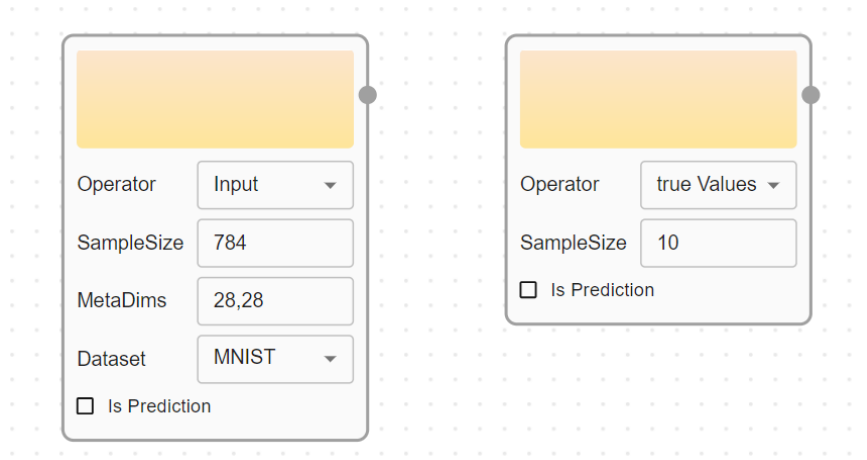 Operator Input
SampleSize 784
MetaDims 28,28
Dataset MNIST
Is Prediction
Operator true Values
SampleSize 10
Is Prediction